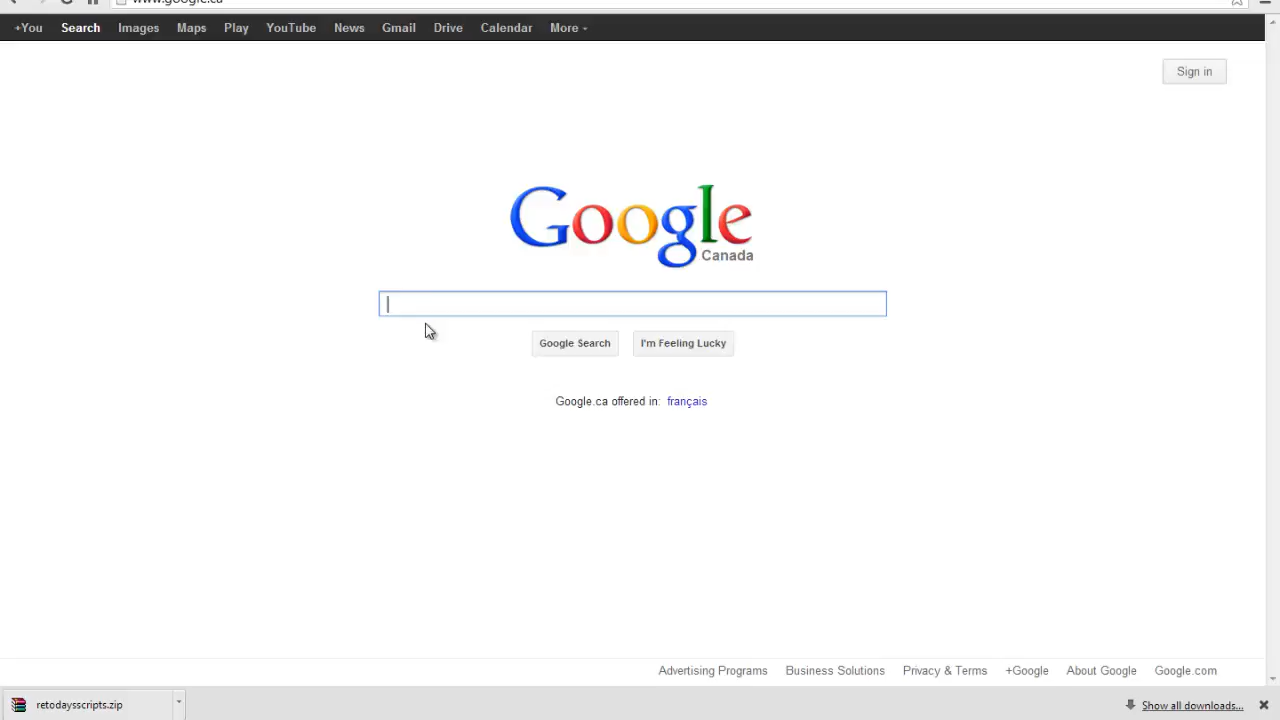 www.google.ca
+You Search Images Maps Play YouTube News Gmail Drive Calendar More
Sign in
Google
Canada
Google Search I'm Feeling Lucky
Google.ca offered in: français
Advertising Programs Business Solutions Privacy & Terms +Google About Google Google.com
retodaysscripts.zip Show all downloads...